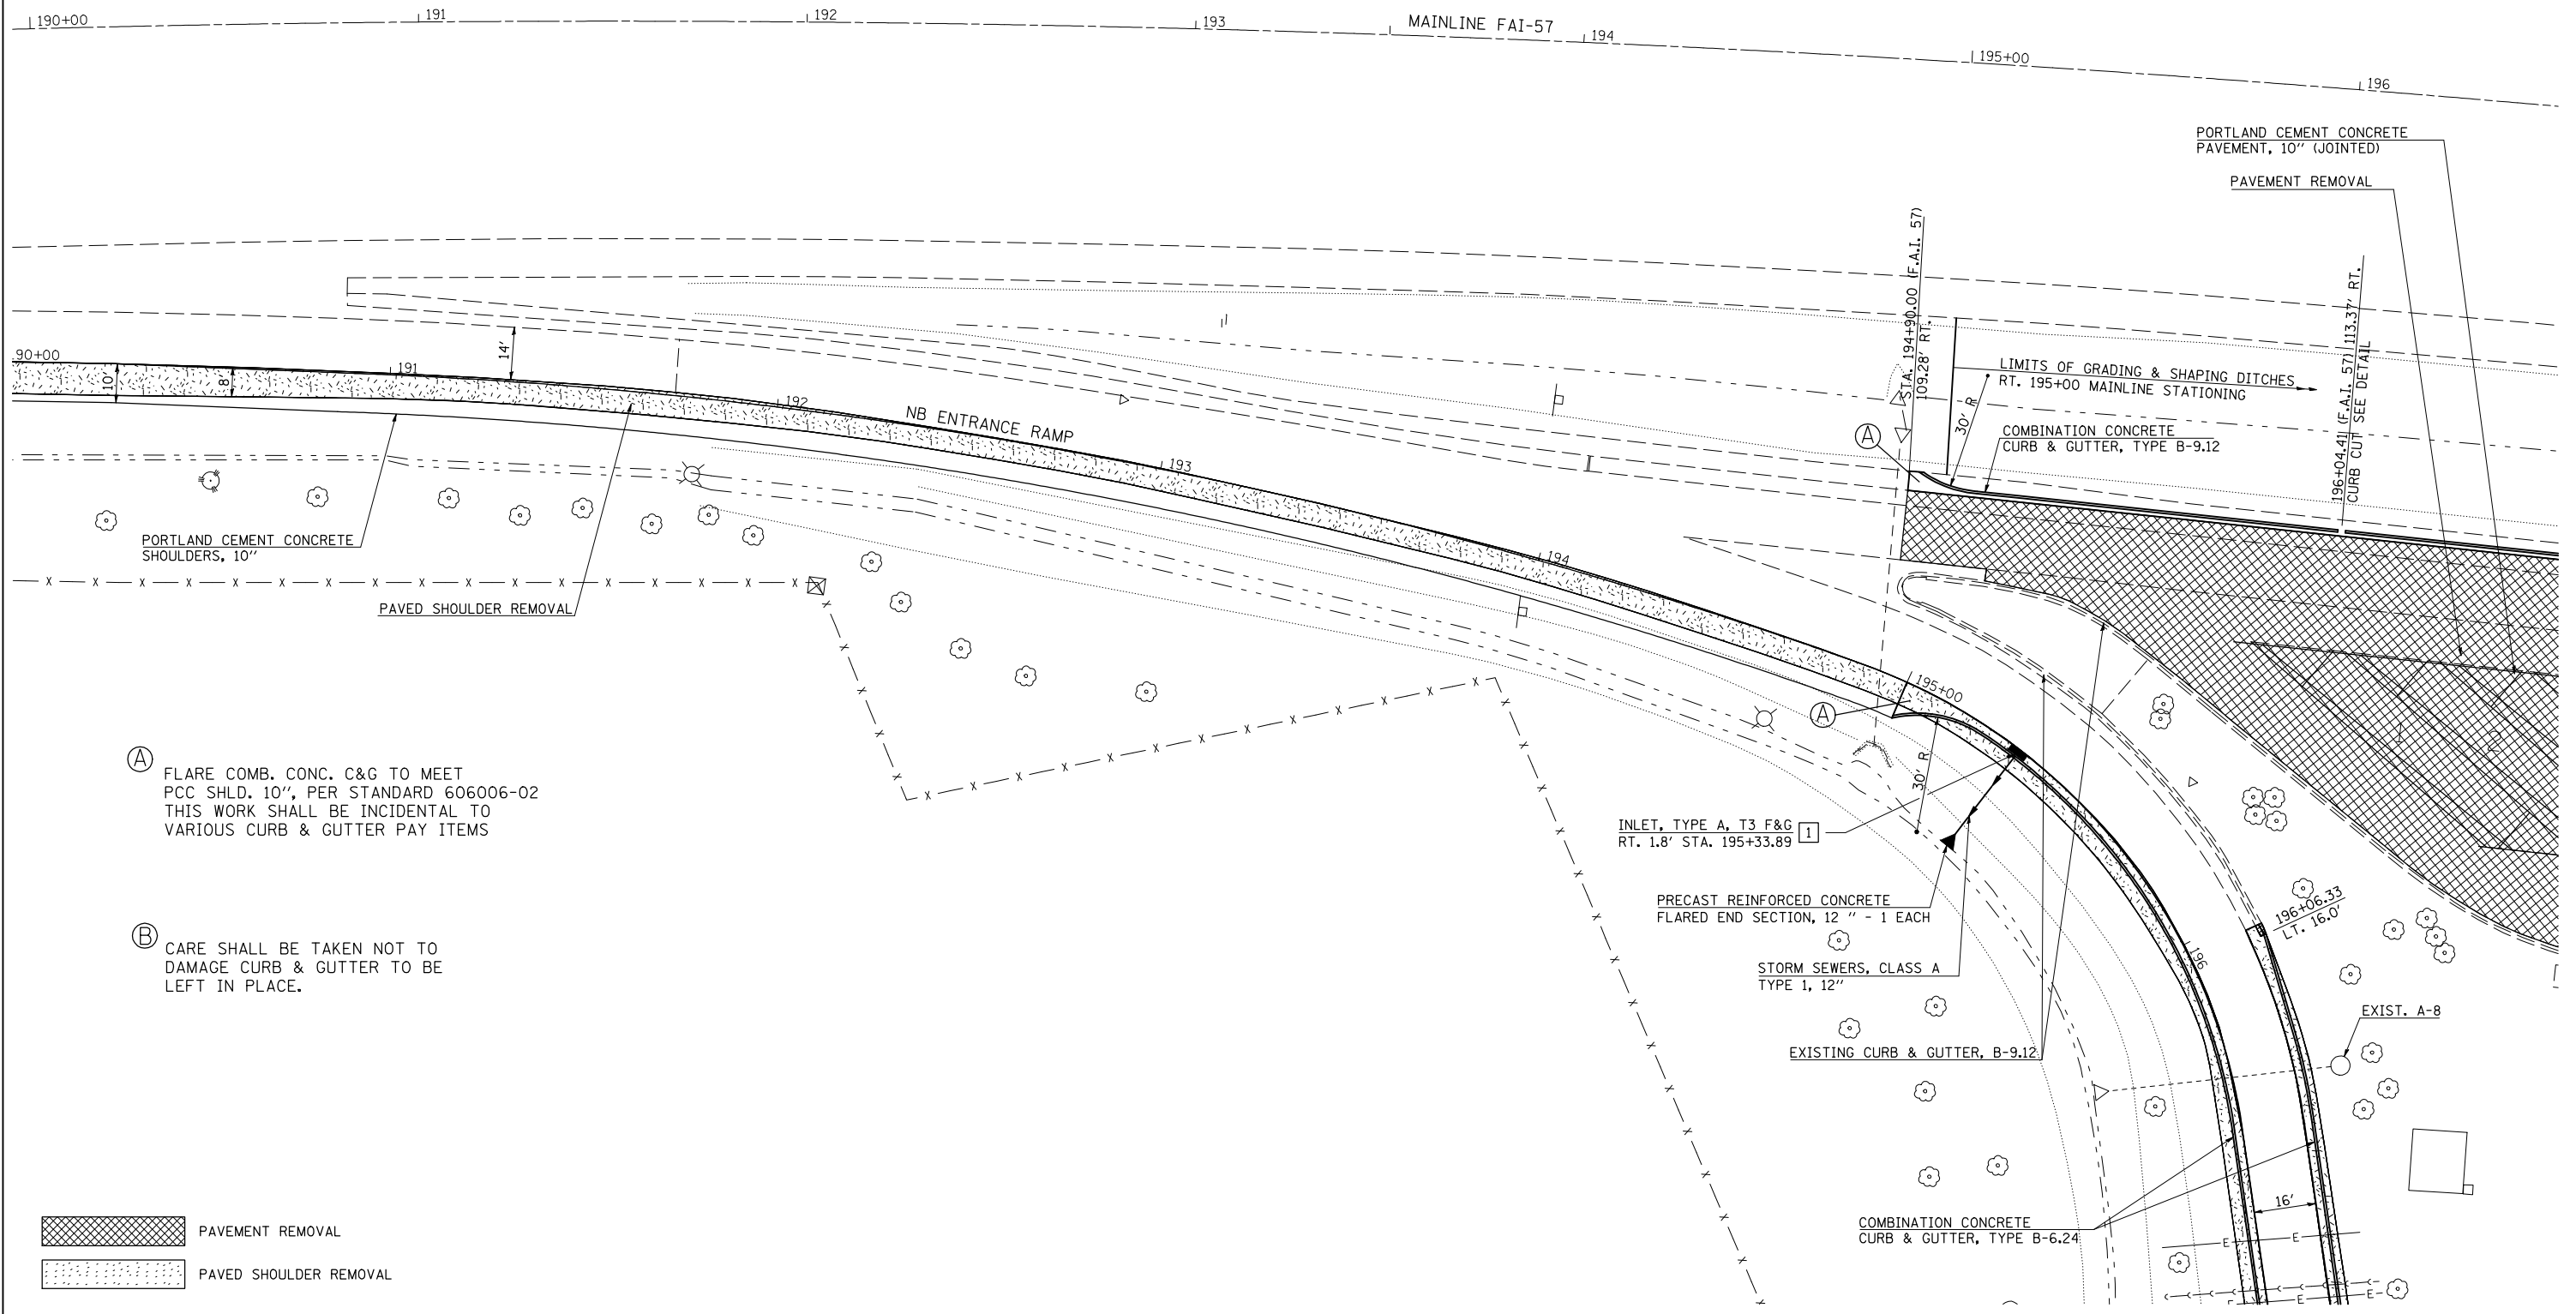 190+00
191
192
193
MAINLINE FAI-57
194
195+00
196
PORTLAND CEMENT CONCRETE
PAVEMENT, 10" (JOINTED)
PAVEMENT REMOVAL
STA. 194+90.00 (F.A.I. 57)
109.28' RT.
196+04.41 (F.A.I. 57) 113.37' RT.
CURB CUT SEE DETAIL
LIMITS OF GRADING & SHAPING DITCHES
RT. 195+00 MAINLINE STATIONING
30' R
A
COMBINATION CONCRETE
CURB & GUTTER, TYPE B-9.12
90+00
10'
8'
191
14'
192
NB ENTRANCE RAMP
193
194
195+00
PORTLAND CEMENT CONCRETE
SHOULDERS, 10"
PAVED SHOULDER REMOVAL
A
30' R
A
FLARE COMB. CONC. C&G TO MEET
PCC SHLD. 10", PER STANDARD 606006-02
THIS WORK SHALL BE INCIDENTAL TO
VARIOUS CURB & GUTTER PAY ITEMS
INLET, TYPE A, T3 F&G
RT. 1.8' STA. 195+33.89
1
PRECAST REINFORCED CONCRETE
FLARED END SECTION, 12 " - 1 EACH
196+06.33
LT. 16.0'
196
B
CARE SHALL BE TAKEN NOT TO
DAMAGE CURB & GUTTER TO BE
LEFT IN PLACE.
STORM SEWERS, CLASS A
TYPE 1, 12"
EXIST. A-8
EXISTING CURB & GUTTER, B-9.12
COMBINATION CONCRETE
CURB & GUTTER, TYPE B-6.24
16'
E
E
E
E
PAVEMENT REMOVAL
PAVED SHOULDER REMOVAL